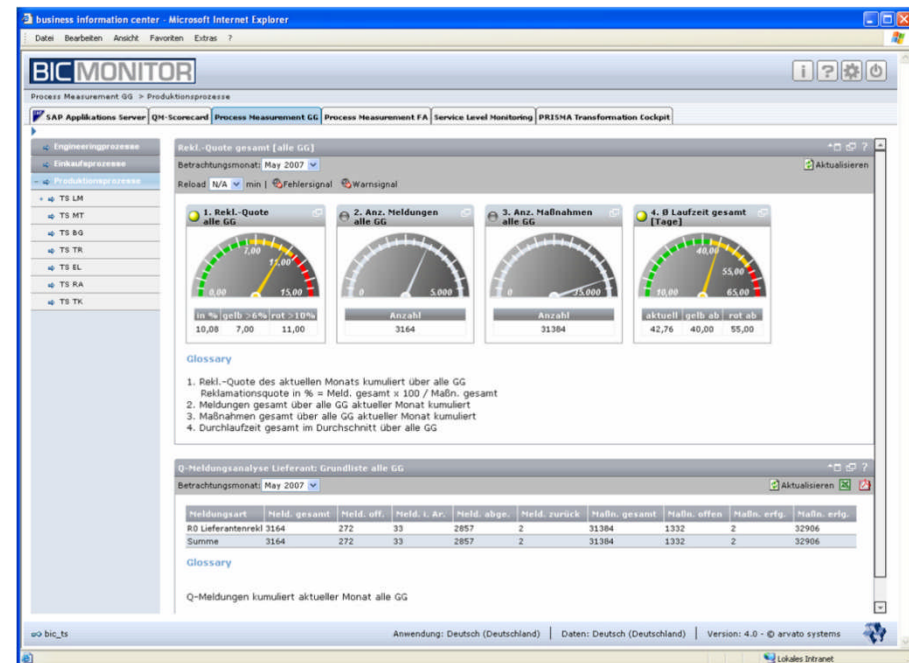 business information center - Microsoft Internet Explorer
Datei Bearbeiten Ansicht Favoriten Extras ?
BIC MONITOR
Process Measurement GG > Produktionsprozesse
SAP Applikations Server QM-Scorecard Process Measurement GG Process Measurement FA Service Level Monitoring PRISMA Transformation Cockpit
Engineeringprozesse
Einkaufsprozesse
Produktionsprozesse
TS LM
TS MT
TS BG
TS TR
TS EL
TS RA
TS TK
Rekl.-Quote gesamt [alle GG]
Betrachtungsmonat: May 2007 Aktualisieren
Reload N/A min | Fehlersignal Warnsignal
1. Rekl.-Quote alle GG
7,00
11,00
0,00 15,00
in % gelb >6% rot >10%
10,08 7,00 11,00
2. Anz. Meldungen alle GG
0 5.000
Anzahl
3164
3. Anz. Maßnahmen alle GG
0 75.000
Anzahl
31384
4. Ø Laufzeit gesamt [Tage]
40,00
55,00
10,00 65,00
aktuell gelb ab rot ab
42,76 40,00 55,00
Glossary
1. Rekl.-Quote des aktuellen Monats kumuliert über alle GG
Reklamationsquote in % = Meld. gesamt x 100 / Maßn. gesamt
2. Meldungen gesamt über alle GG aktueller Monat kumuliert
3. Maßnahmen gesamt über alle GG aktueller Monat kumuliert
4. Durchlaufzeit gesamt im Durchschnitt über alle GG
Q-Meldungsanalyse Lieferant: Grundliste alle GG
Betrachtungsmonat: May 2007 Aktualisieren
Meldungsart Meld. gesamt Meld. off. Meld. i. Ar. Meld. abge. Meld. zurück Maßn. gesamt Maßn. offen Maßn. erfg. Maßn. erlg.
R0 Lieferantenrekl 3164 272 33 2857 2 31384 1332 2 32906
Summe 3164 272 33 2857 2 31384 1332 2 32906
Glossary
Q-Meldungen kumuliert aktueller Monat alle GG
bic_ts Anwendung: Deutsch (Deutschland) | Daten: Deutsch (Deutschland) | Version: 4.0 - © arvato systems
Lokales Intranet